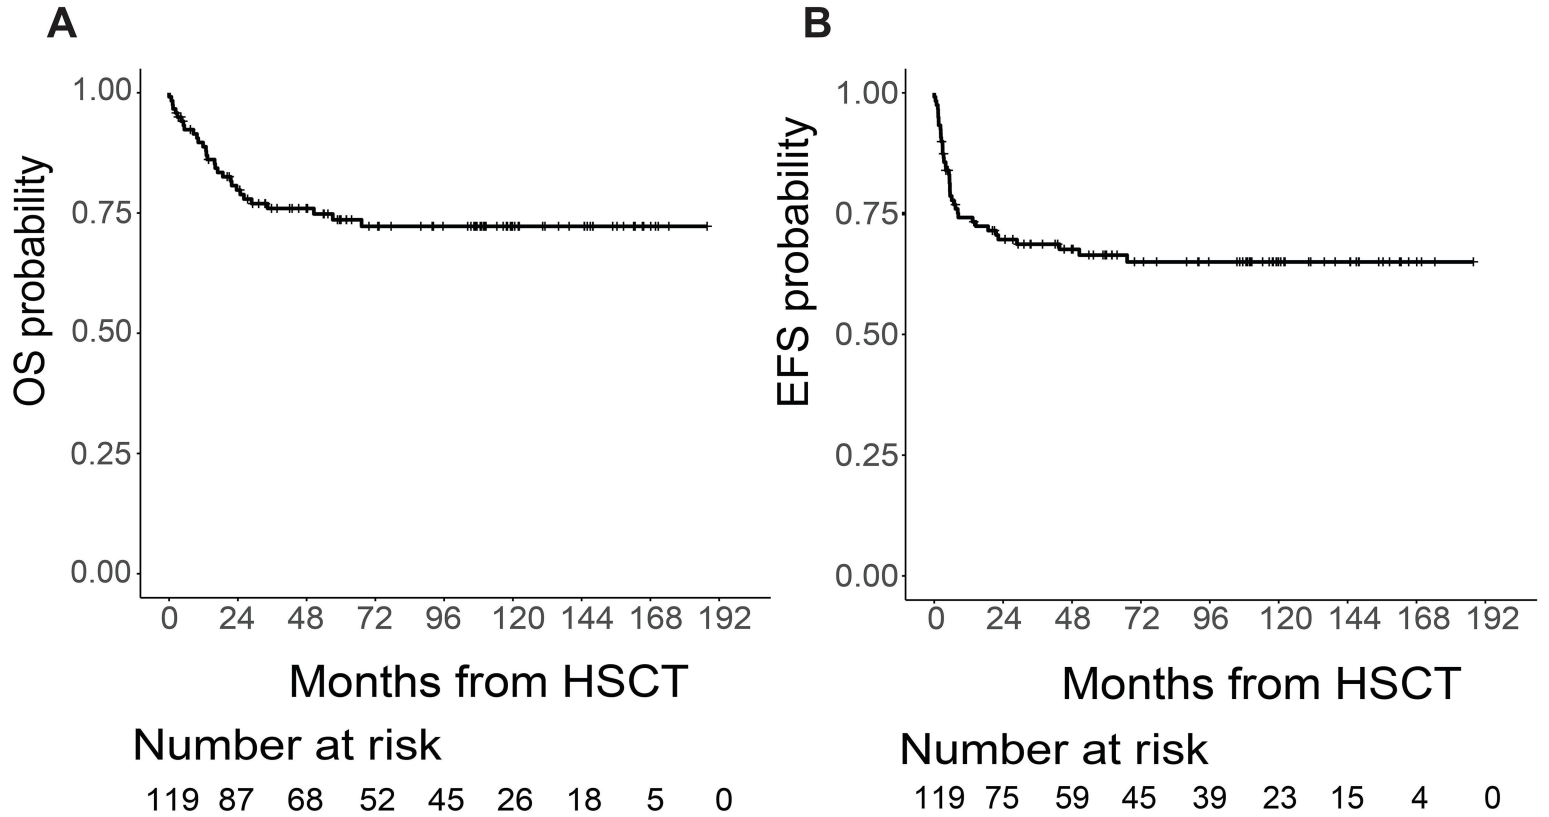 A
1.00
0.75
0.50
0.25
0.00
OS probability
0 24 48 72 96 120 144 168 192
Months from HSCT
Number at risk
119 87 68 52 45 26 18 5 0
B
1.00
0.75
0.50
0.25
0.00
EFS probability
0 24 48 72 96 120 144 168 192
Months from HSCT
Number at risk
119 75 59 45 39 23 15 4 0